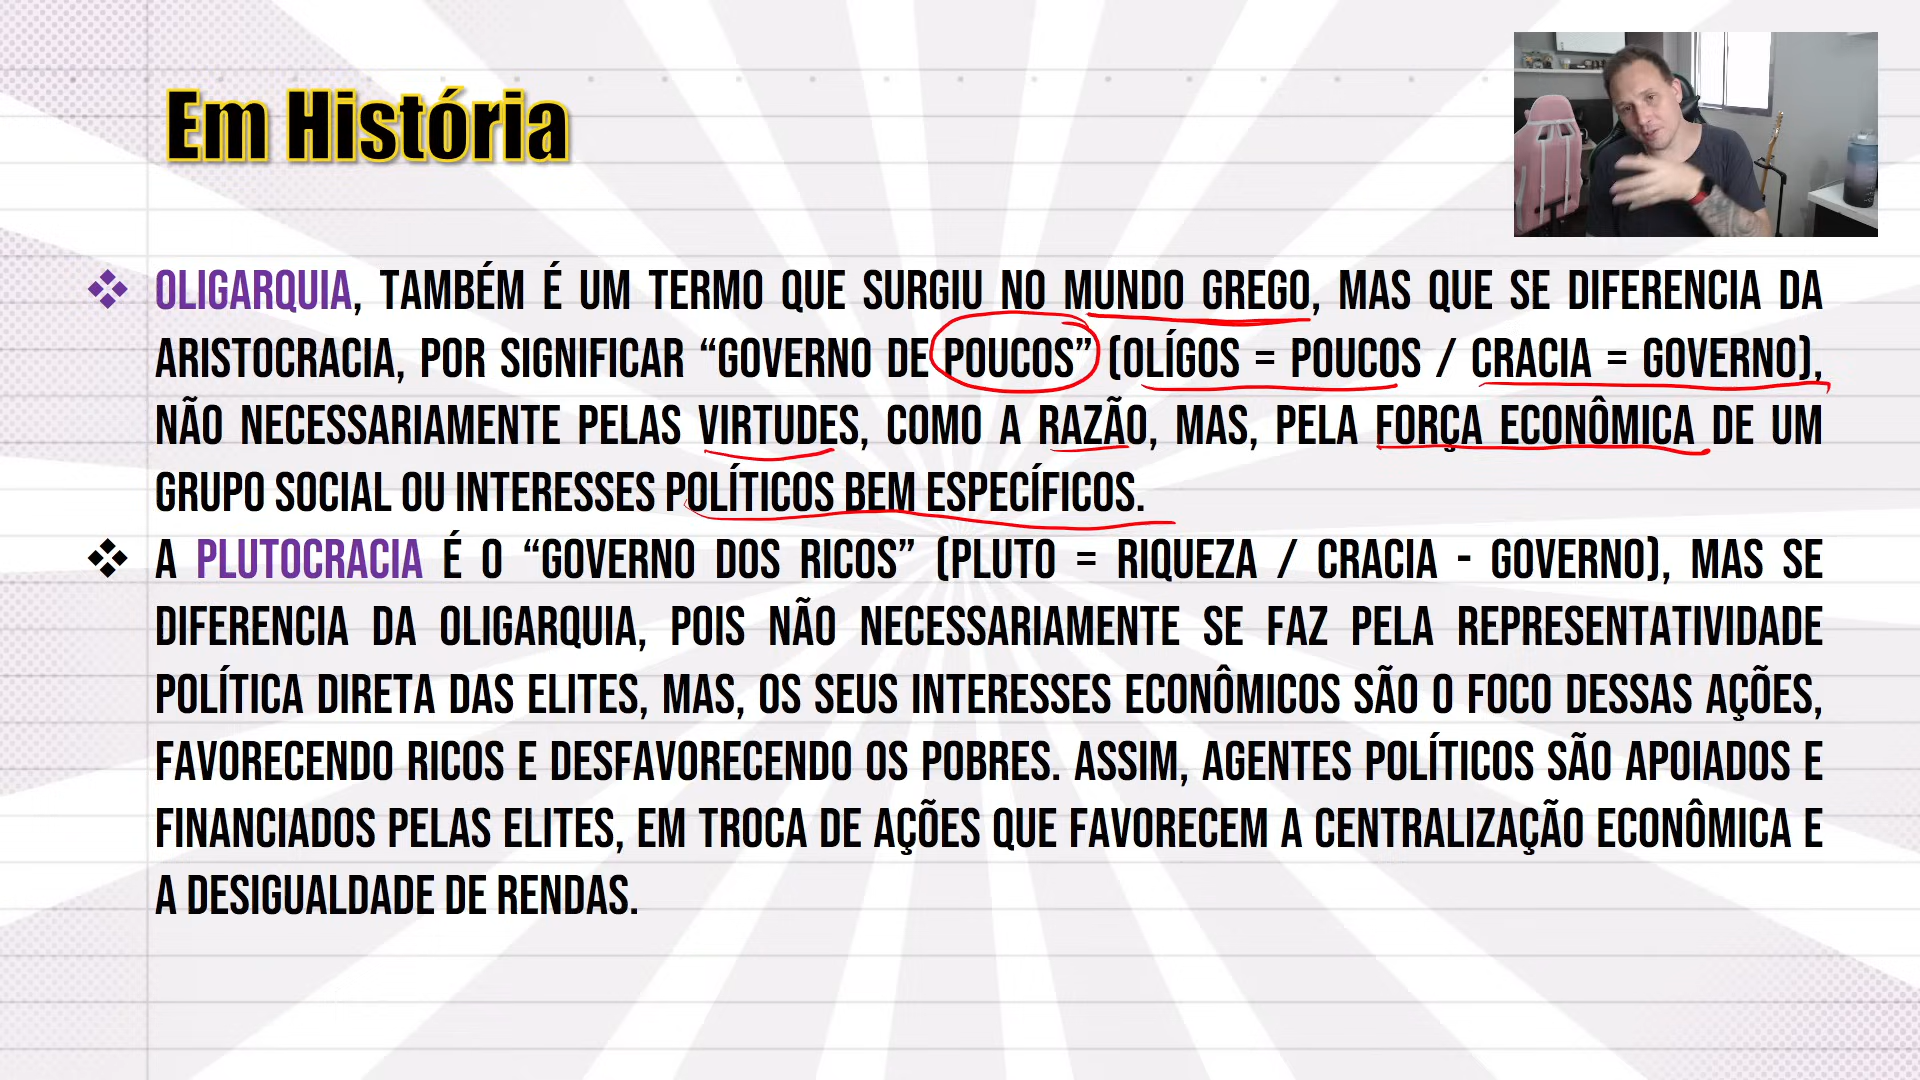 Em História
OLIGARQUIA, TAMBÉM É UM TERMO QUE SURGIU NO MUNDO GREGO, MAS QUE SE DIFERENCIA DA
ARISTOCRACIA, POR SIGNIFICAR “GOVERNO DE POUCOS” (OLÍGOS = POUCOS / CRACIA = GOVERNO),
NÃO NECESSARIAMENTE PELAS VIRTUDES, COMO A RAZÃO, MAS, PELA FORÇA ECONÔMICA DE UM
GRUPO SOCIAL OU INTERESSES POLÍTICOS BEM ESPECÍFICOS.
A PLUTOCRACIA É O “GOVERNO DOS RICOS” (PLUTO = RIQUEZA / CRACIA - GOVERNO), MAS SE
DIFERENCIA DA OLIGARQUIA, POIS NÃO NECESSARIAMENTE SE FAZ PELA REPRESENTATIVIDADE
POLÍTICA DIRETA DAS ELITES, MAS, OS SEUS INTERESSES ECONÔMICOS SÃO O FOCO DESSAS AÇÕES,
FAVORECENDO RICOS E DESFAVORECENDO OS POBRES. ASSIM, AGENTES POLÍTICOS SÃO APOIADOS E
FINANCIADOS PELAS ELITES, EM TROCA DE AÇÕES QUE FAVORECEM A CENTRALIZAÇÃO ECONÔMICA E
A DESIGUALDADE DE RENDAS.